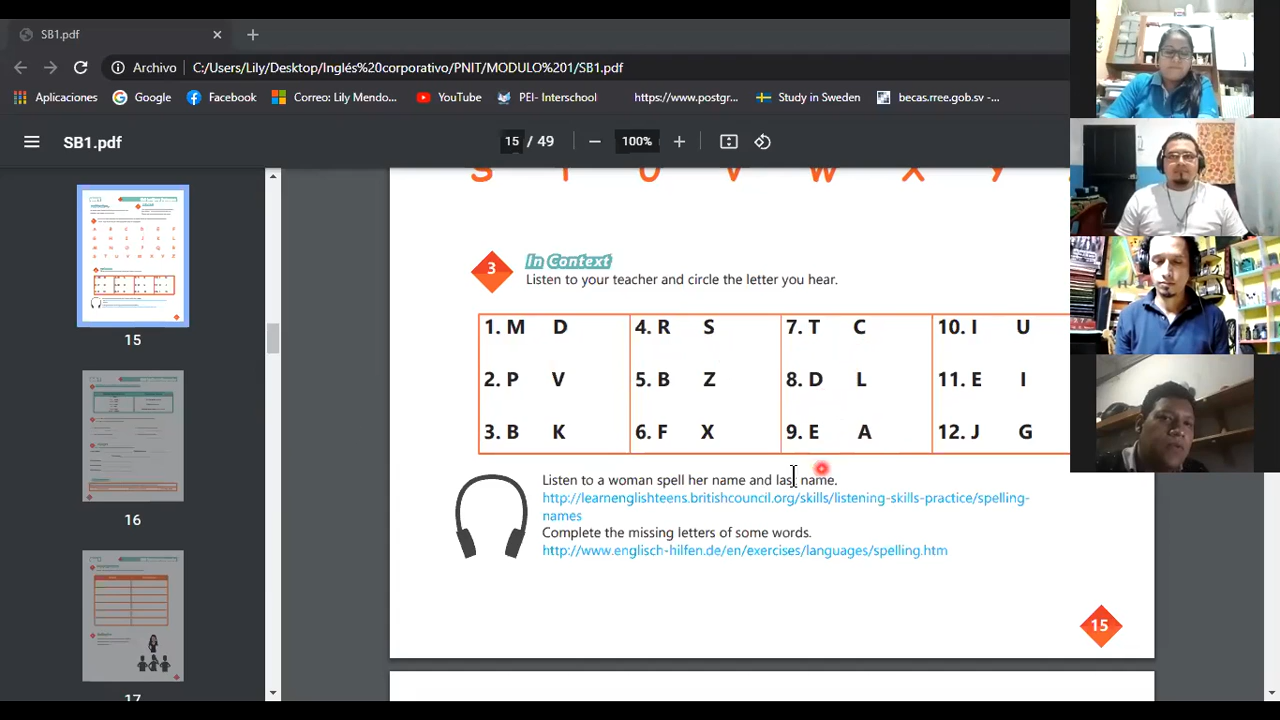 SB1.pdf
Archivo C:/Users/Lily/Desktop/Inglés%20corporativo/PNIT/MODULO%201/SB1.pdf
Aplicaciones Google Facebook Correo: Lily Mendo... YouTube PEI- Interschool https://www.postgr... Study in Sweden becas.rree.gob.sv -...
SB1.pdf 15 / 49 100%
S T U V W X Y
3 In Context
Listen to your teacher and circle the letter you hear.
1. M D 4. R S 7. T C 10. I U
2. P V 5. B Z 8. D L 11. E I
3. B K 6. F X 9. E A 12. J G
Listen to a woman spell her name and last name.
http://learnenglishteens.britishcouncil.org/skills/listening-skills-practice/spelling-
names
Complete the missing letters of some words.
http://www.englisch-hilfen.de/en/exercises/languages/spelling.htm
15
15
16
17